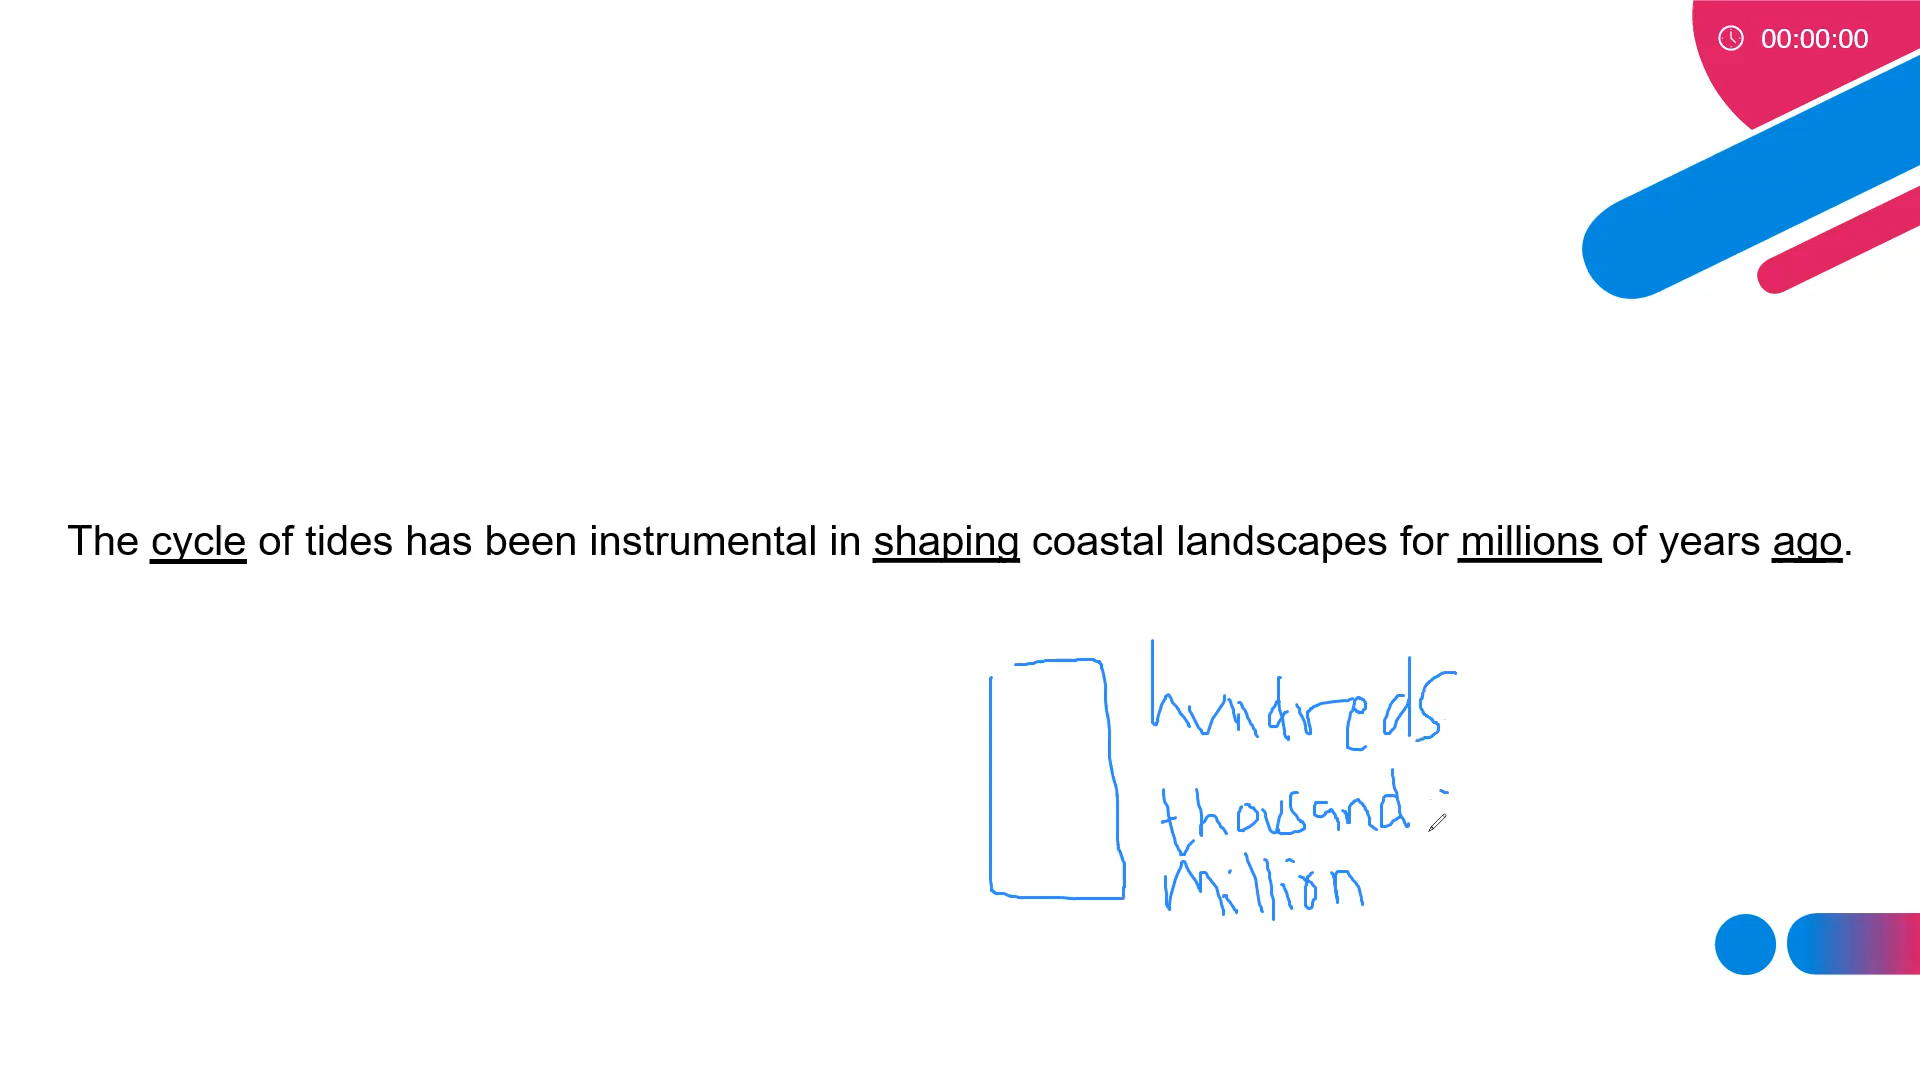 00:00:00
The cycle of tides has been instrumental in shaping coastal landscapes for millions of years ago.
hundreds
thousand
million